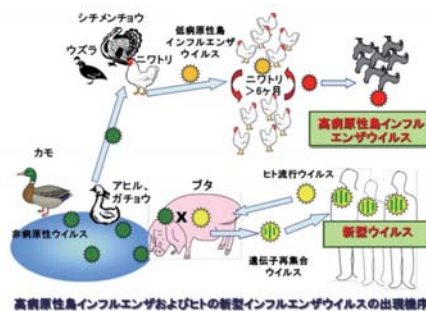 シチメンチョウ
ウズラ
ニワトリ
低病原性鳥
インフルエンザ
ウイルス
ニワトリ
>6ヶ月
高病原性鳥インフル
エンザウイルス
カモ
アヒル、
ガチョウ
ブタ
ヒト流行ウイルス
非病原性ウイルス
X
新型ウイルス
遺伝子再集合
ウイルス
高病原性鳥インフルエンザおよびヒトの新型インフルエンザウイルスの出現機序